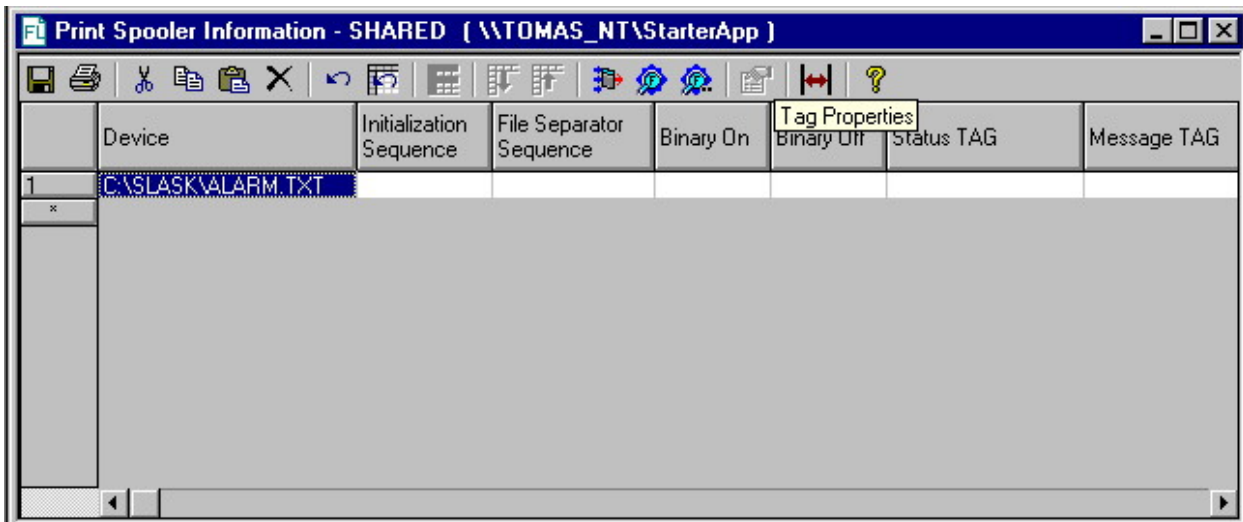 FL Print Spooler Information - SHARED ( \\TOMAS_NT\StarterApp )
Tag Properties
Device
Initialization
Sequence
File Separator
Sequence
Binary On
Binary Off
Status TAG
Message TAG
1
C:\SLASK\ALARM.TXT
*